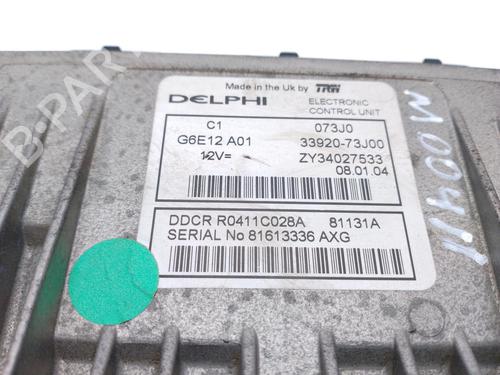 Made in the Uk by TRW
DELPHI ELECTRONIC CONTROL UNIT
C1 073J0
G6E12 A01 33920-73J00
12V= ZY34027533
08.01.04
DDCR R0411C028A 81131A
SERIAL No 81613336 AXG
B-PARTS